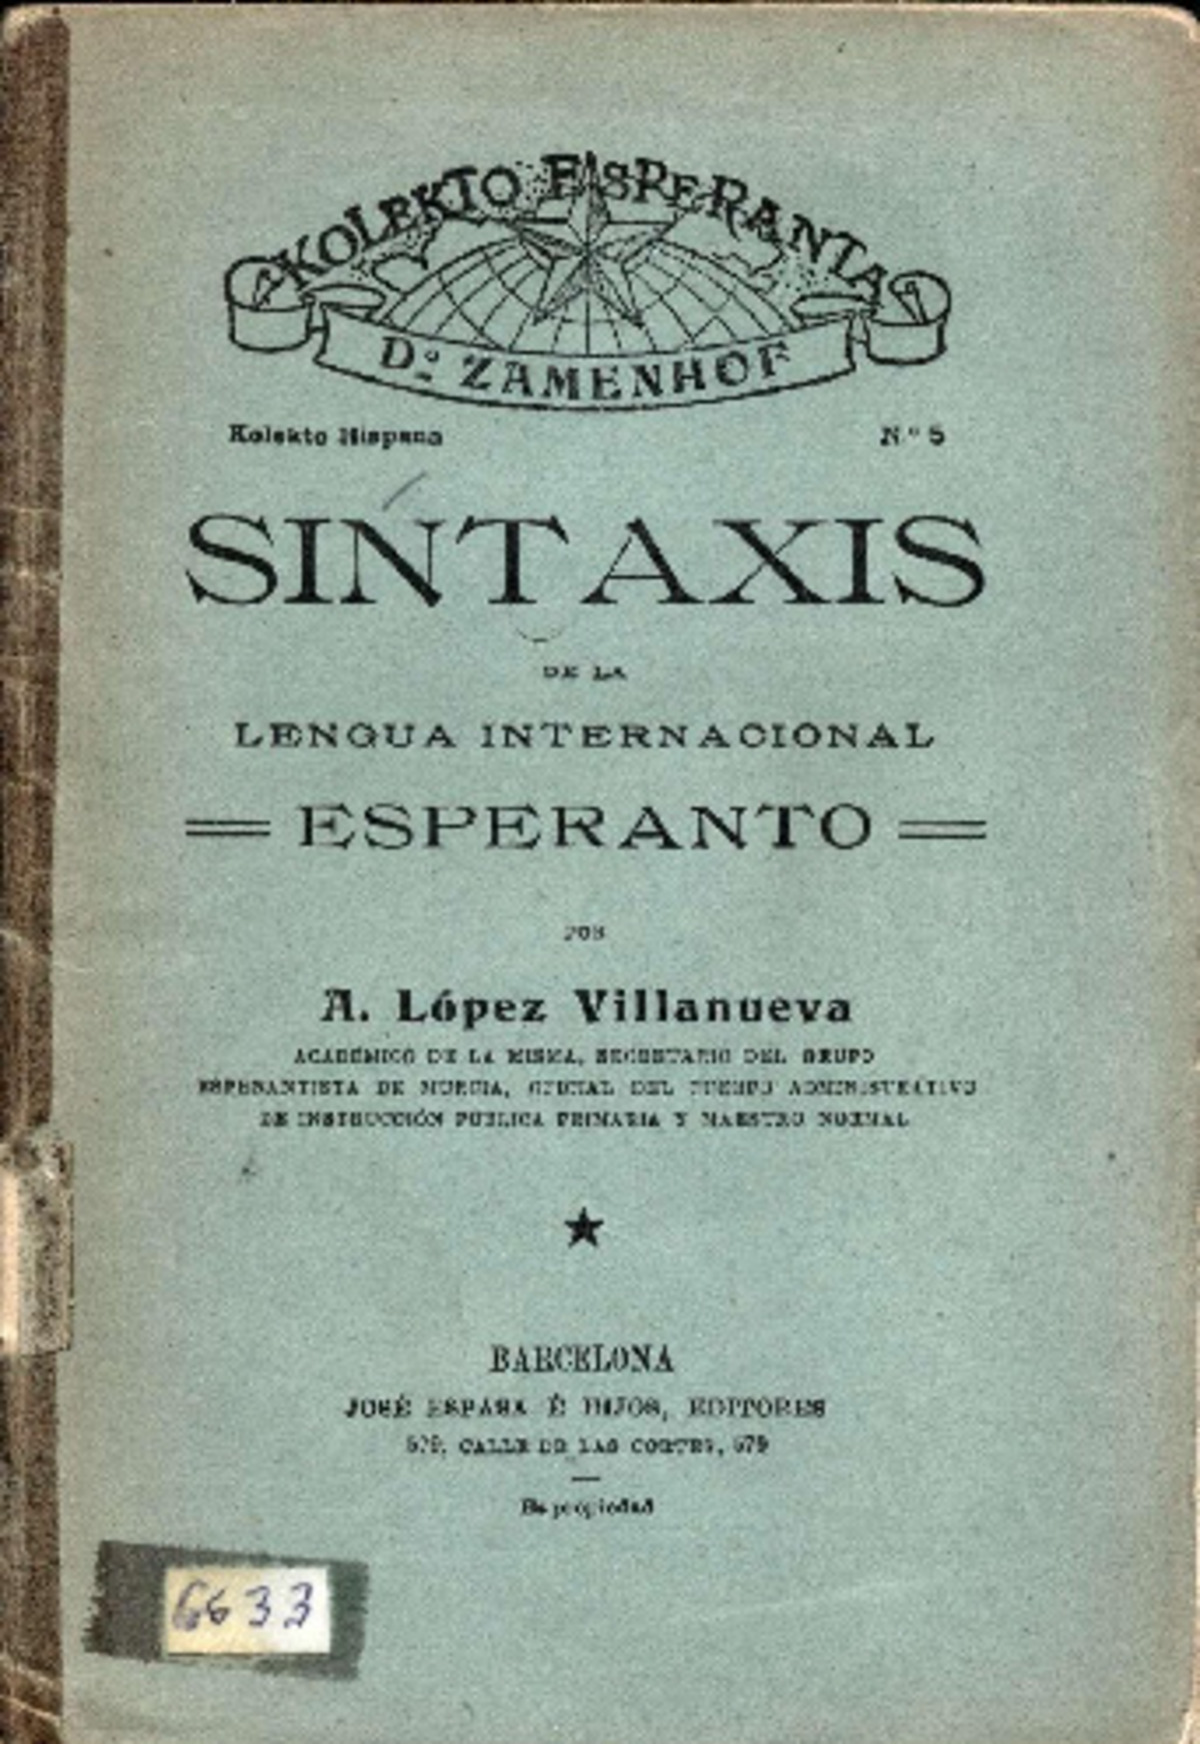 KOLEKTO ESPERANTA
Dº ZAMENHOF
Kolekto Hispana Nº 5
SINTAXIS
DE LA
LENGUA INTERNACIONAL
ESPERANTO
POR
A. López Villanueva
ACADÉMICO DE LA MISMA, SECRETARIO DEL GRUPO
ESPERANTISTA DE MURCIA, OFICIAL DEL CUERPO ADMINISTRATIVO
DE INSTRUCCIÓN PÚBLICA PRIMARIA Y MAESTRO NORMAL
BARCELONA
JOSÉ ESPASA É HIJOS, EDITORES
579, CALLE DE LAS CORTES, 579
Es propiedad
6633